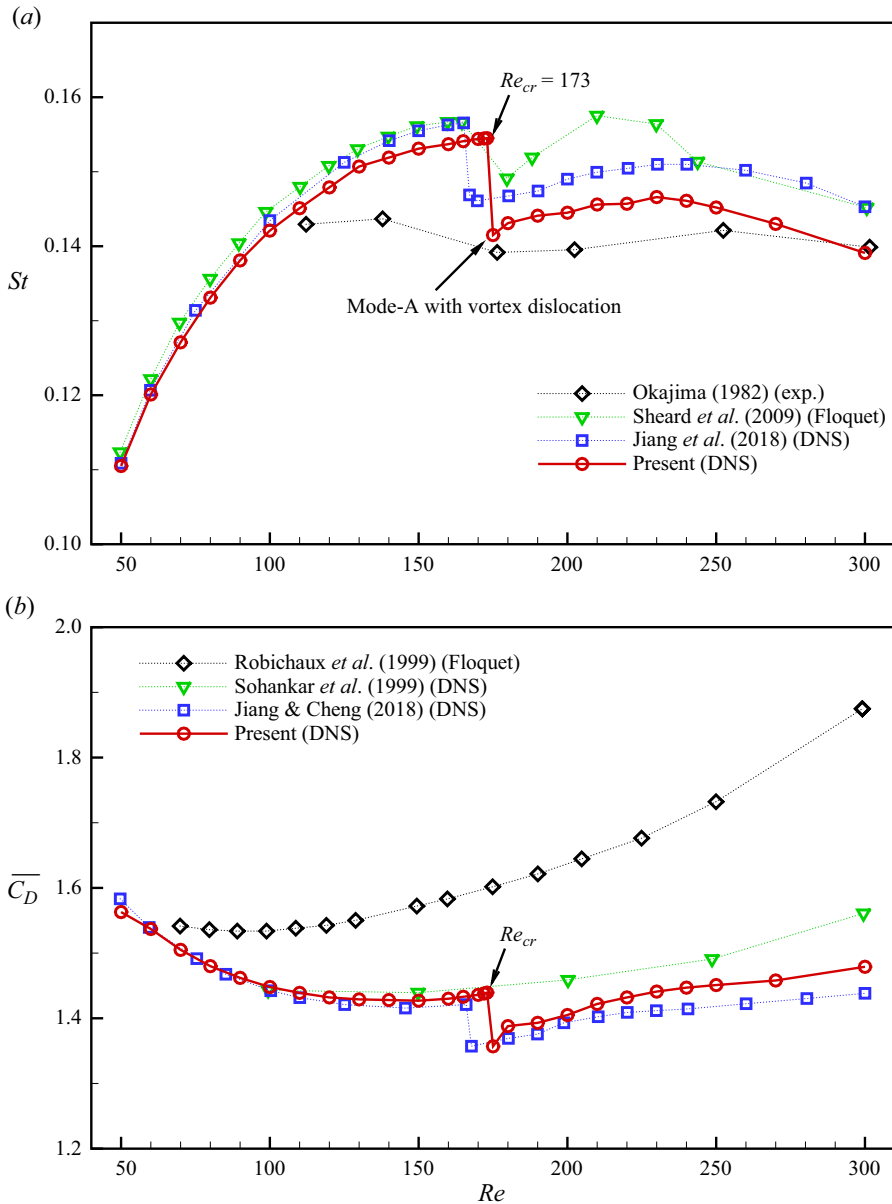 (a)
0.16
0.14
0.12
0.10
St
Re_cr = 173
Mode-A with vortex dislocation
Okajima (1982) (exp.)
Sheard et al. (2009) (Floquet)
Jiang et al. (2018) (DNS)
Present (DNS)
50 100 150 200 250 300
(b)
2.0
1.8
1.6
1.4
1.2
C_D
Robichaux et al. (1999) (Floquet)
Sohankar et al. (1999) (DNS)
Jiang & Cheng (2018) (DNS)
Present (DNS)
Re_cr
50 100 150 200 250 300
Re